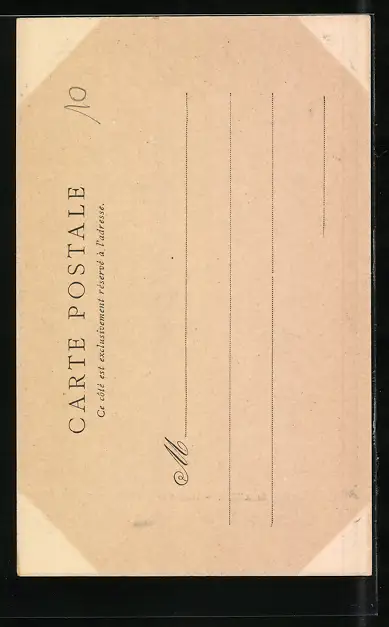 10
CARTE POSTALE
Ce côté est exclusivement réservé à l'adresse.
M